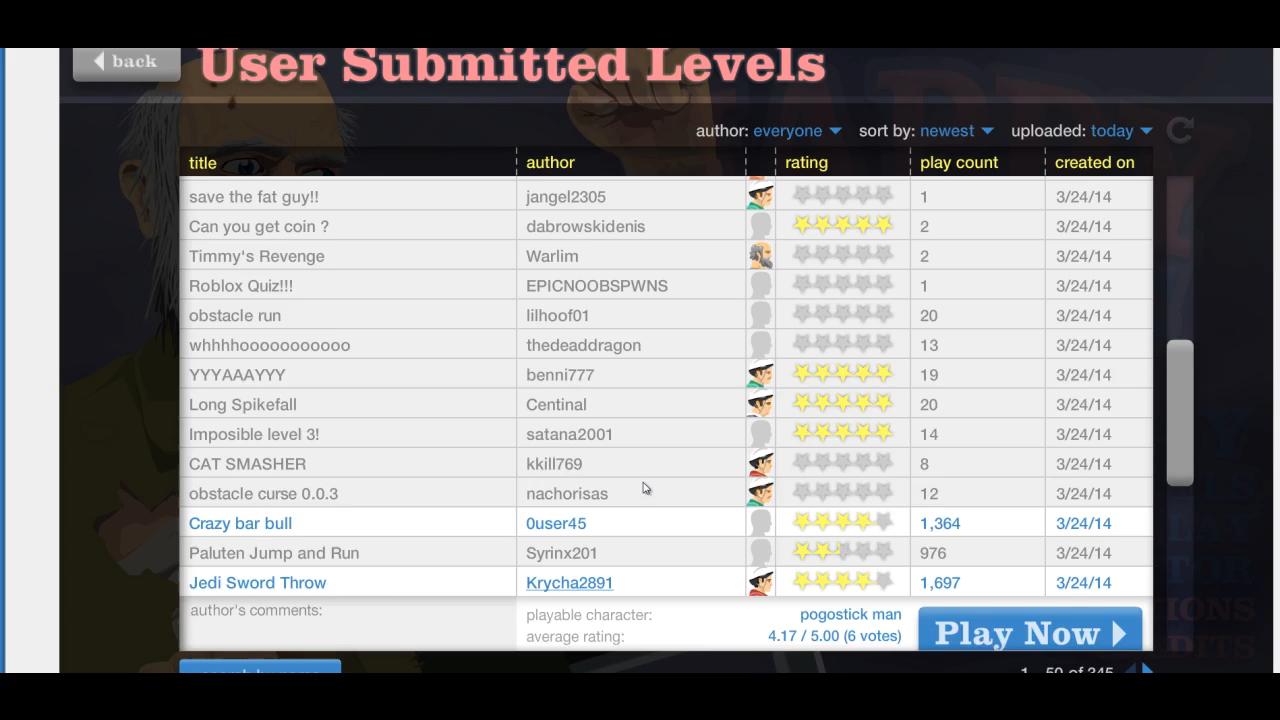 back
User Submitted Levels
author: everyone sort by: newest uploaded: today
title author rating play count created on
save the fat guy!! jangel2305 1 3/24/14
Can you get coin ? dabrowskidenis 2 3/24/14
Timmy's Revenge Warlim 2 3/24/14
Roblox Quiz!!! EPICNOOBSPWNS 1 3/24/14
obstacle run lilhoof01 20 3/24/14
whhhhooooooooooo thedeaddragon 13 3/24/14
YYYAAAYYY benni777 19 3/24/14
Long Spikefall Centinal 20 3/24/14
Imposible level 3! satana2001 14 3/24/14
CAT SMASHER kkill769 8 3/24/14
obstacle curse 0.0.3 nachorisas 12 3/24/14
Crazy bar bull 0user45 1,364 3/24/14
Paluten Jump and Run Syrinx201 976 3/24/14
Jedi Sword Throw Krycha2891 1,697 3/24/14
author's comments: playable character: pogostick man
average rating: 4.17 / 5.00 (6 votes)
Play Now
1 - 50 of 345